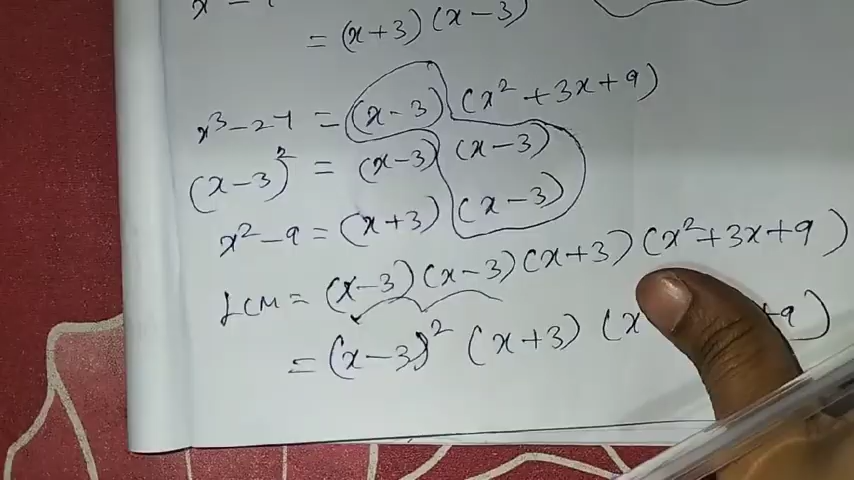 = (x+3)(x-3)
x³-27 = (x-3)(x²+3x+9)
(x-3)² = (x-3)(x-3)
x²-9 = (x+3)(x-3)
LCM = (x-3)(x-3)(x+3)(x²+3x+9)
= (x-3)²(x+3)(x +9)